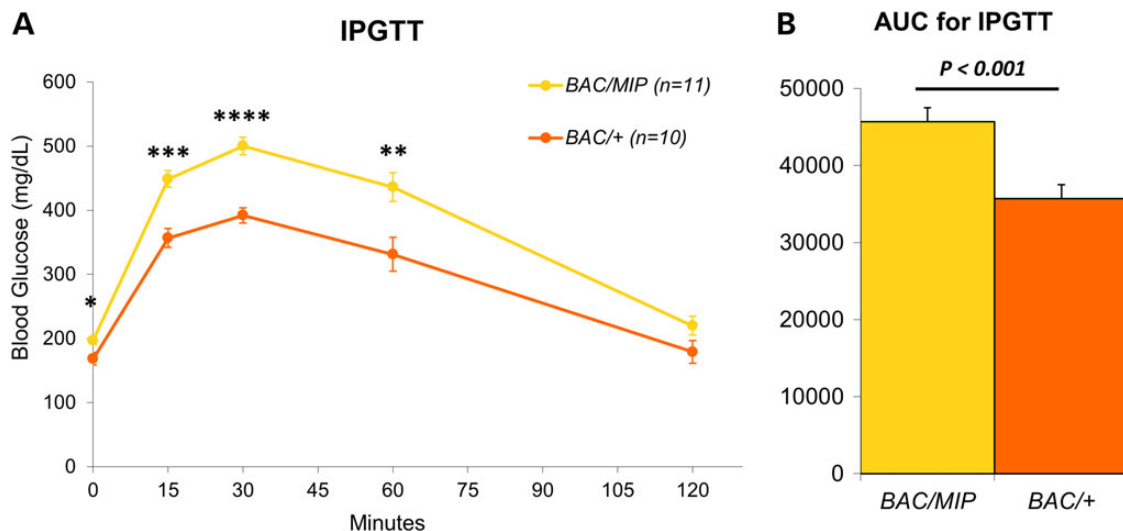 A
IPGTT
BAC/MIP (n=11)
BAC/+ (n=10)
600
500
400
300
200
100
0
*
***
****
**
Blood Glucose (mg/dL)
0 15 30 45 60 75 90 105 120
Minutes
B
AUC for IPGTT
P < 0.001
50000
40000
30000
20000
10000
0
BAC/MIP BAC/+